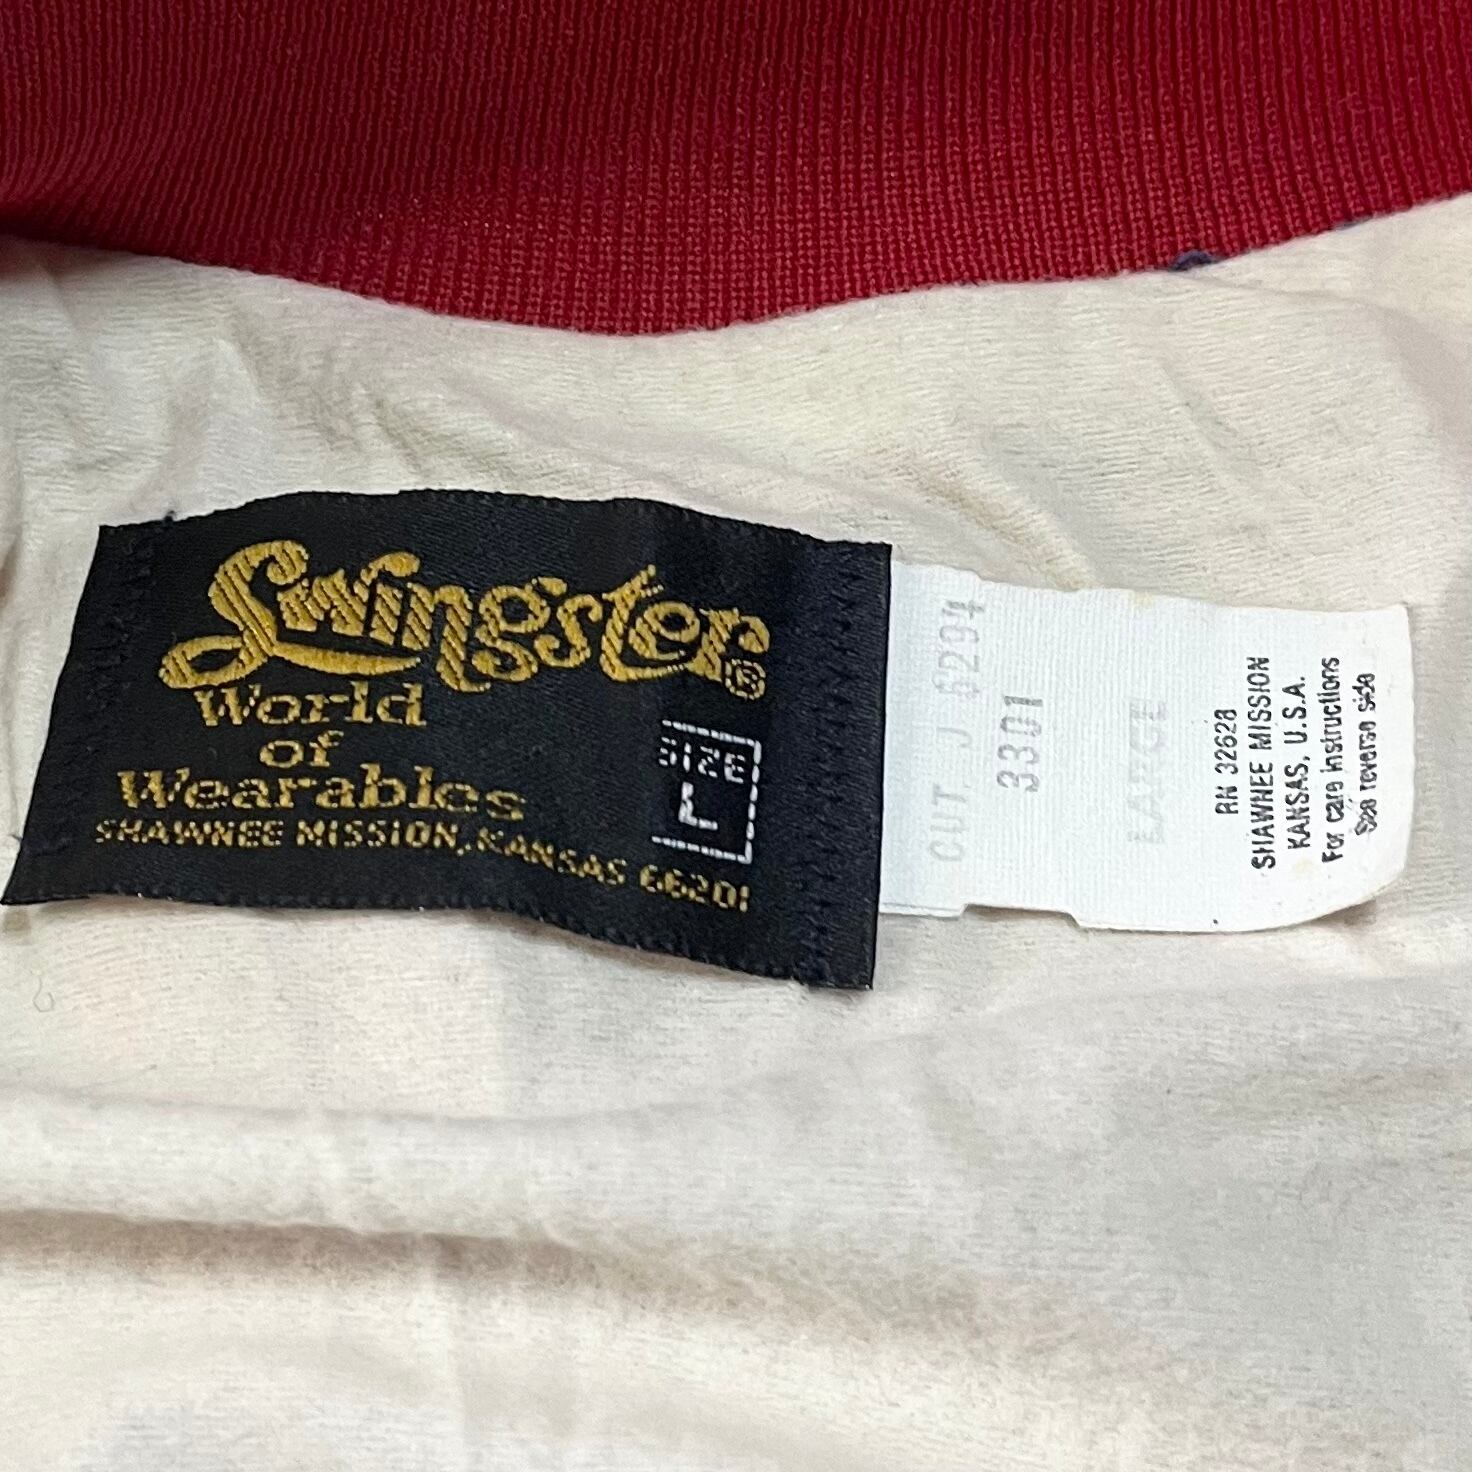 Swingster®
World
of
Wearables
SHAWNEE MISSION, KANSAS 66201
SIZE
L
CUT. J 6294
3301
LARGE
RN 32628
SHAWNEE MISSION
KANSAS, U.S.A.
For care instructions
See reverse side